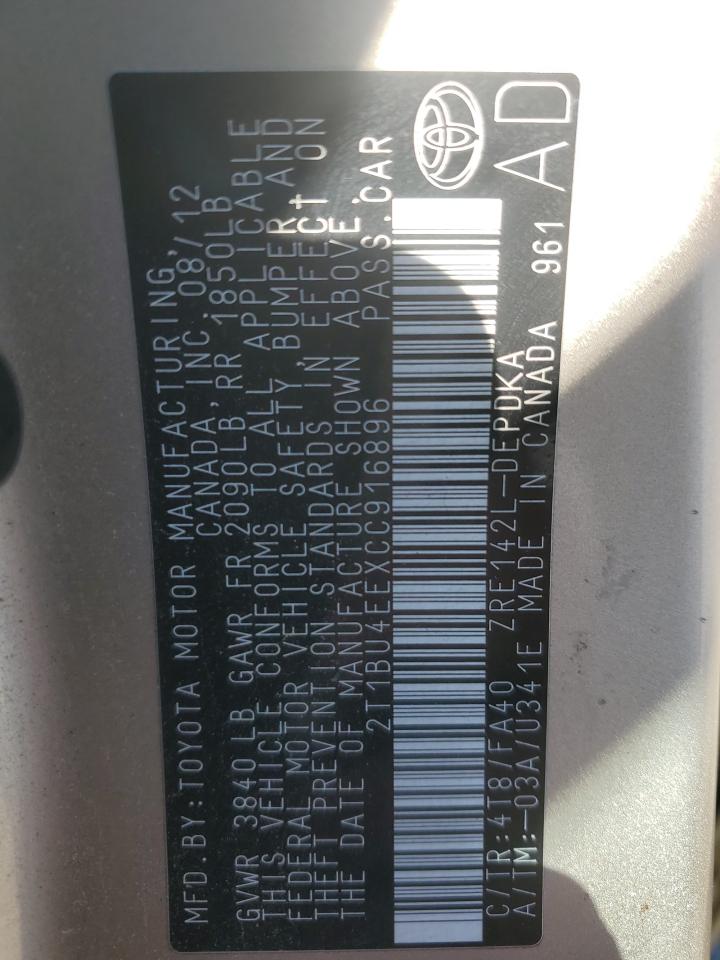 MFD.BY:TOYOTA MOTOR MANUFACTURING,
CANADA,INC. 08/12
GVWR 3840LB GAWR FR 2090LB,RR 1850LB
THIS VEHICLE CONFORMS TO ALL APPLICABLE
FEDERAL MOTOR VEHICLE SAFETY,BUMPER AND
THEFT PREVENTION STANDARDS IN EFFECT ON
THE DATE OF MANUFACTURE SHOWN ABOVE.
2T1BU4EEXCC916896 PASS.CAR
C/TR:4T8/FA40 ZRE142L-DEPDKA
A/TM:-03A/U341E MADE IN CANADA 961
AD